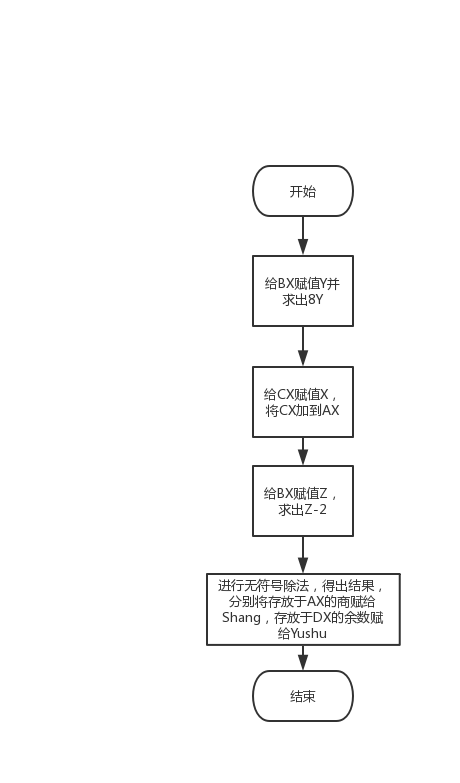 开始
给BX赋值Y并
求出8Y
给CX赋值X，
将CX加到AX
给BX赋值Z，
求出Z-2
进行无符号除法，得出结果，
分别将存放于AX的商赋给
Shang，存放于DX的余数赋
给Yushu
结束